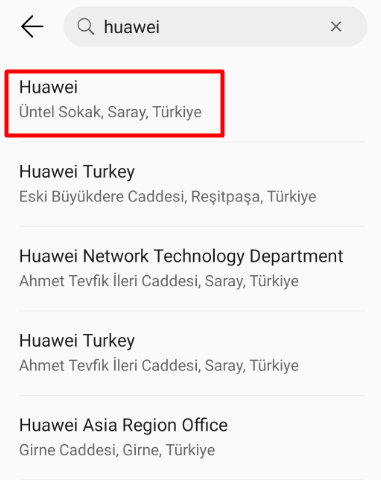 huawei
Huawei
Üntel Sokak, Saray, Türkiye
Huawei Turkey
Eski Büyükdere Caddesi, Reşitpaşa, Türkiye
Huawei Network Technology Department
Ahmet Tevfik İleri Caddesi, Saray, Türkiye
Huawei Turkey
Ahmet Tevfik İleri Caddesi, Saray, Türkiye
Huawei Asia Region Office
Girne Caddesi, Girne, Türkiye